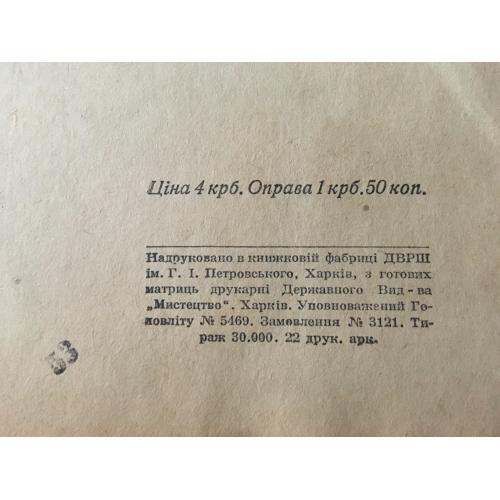 Ціна 4 крб. Оправа 1 крб. 50 коп.
Надруковано в книжковій фабриці ДВРШ
ім. Г. І. Петровського, Харків, з готових
матриць друкарні Державного Вид-ва
„Мистецтво". Харків. Уповноважений Го-
ловліту № 5469. Замовлення № 3121. Ти-
раж 30.000. 22 друк. арк.